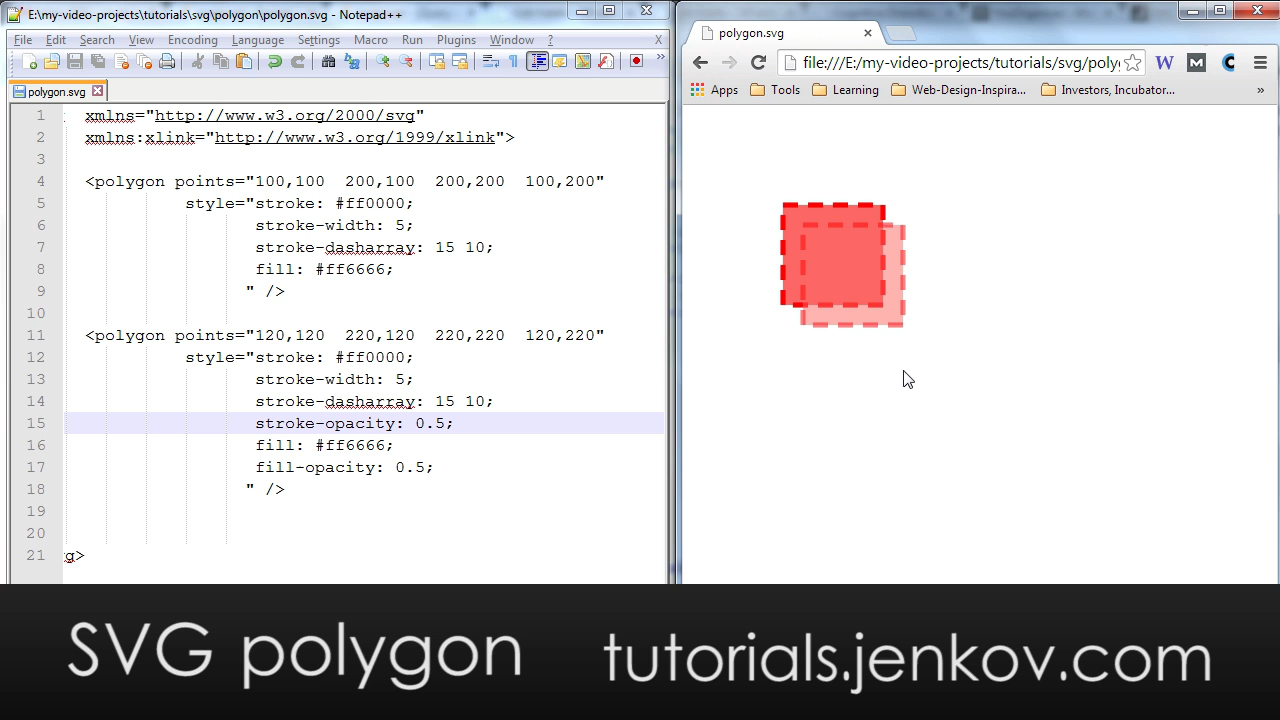 E:\my-video-projects\tutorials\svg\polygon\polygon.svg - Notepad++
File Edit Search View Encoding Language Settings Macro Run Plugins Window ? X
polygon.svg
1 xmlns="http://www.w3.org/2000/svg"
2 xmlns:xlink="http://www.w3.org/1999/xlink">
3
4 <polygon points="100,100 200,100 200,200 100,200"
5 style="stroke: #ff0000;
6 stroke-width: 5;
7 stroke-dasharray: 15 10;
8 fill: #ff6666;
9 " />
10
11 <polygon points="120,120 220,120 220,220 120,220"
12 style="stroke: #ff0000;
13 stroke-width: 5;
14 stroke-dasharray: 15 10;
15 stroke-opacity: 0.5;
16 fill: #ff6666;
17 fill-opacity: 0.5;
18 " />
19
20
21 g>
polygon.svg
file:///E:/my-video-projects/tutorials/svg/polyg
W M C
Apps Tools Learning Web-Design-Inspira... Investors, Incubator... »
SVG polygon tutorials.jenkov.com